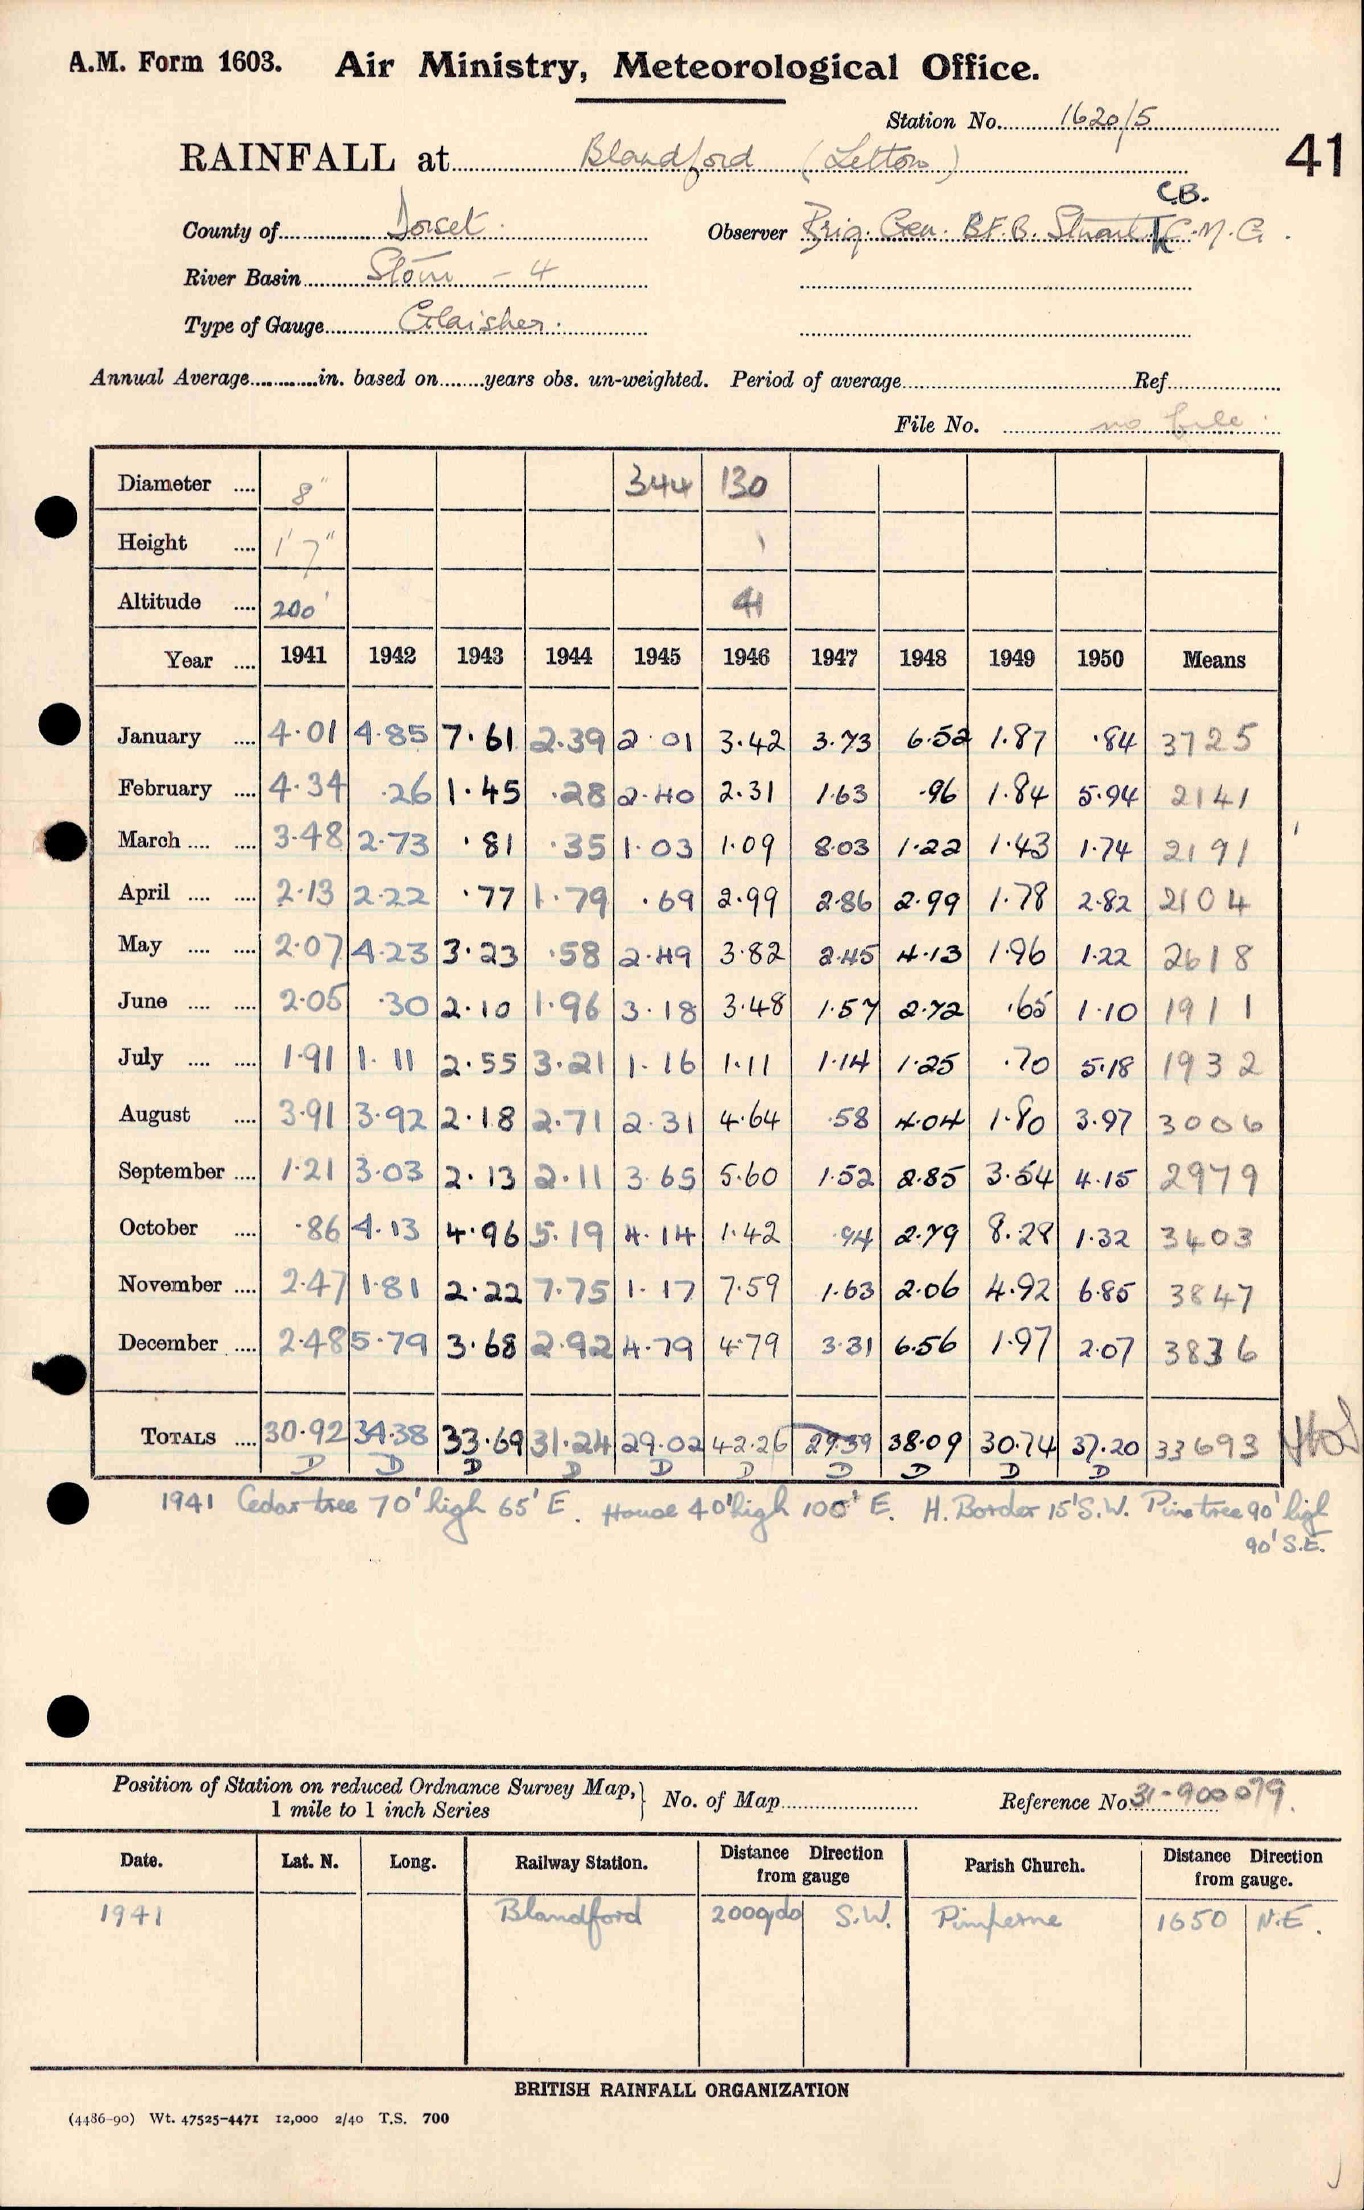 A.M. Form 1603. Air Ministry, Meteorological Office.
Station No. 1620/5
41
RAINFALL at Blandford (Letton)
C.B.
County of Dorset Observer Brig. Gen. B.F.B. Stuart C.M.G.
River Basin Stour - 4
Type of Gauge Glaisher.
Annual Average in. based on years obs. un-weighted. Period of average Ref
File No. no file
Diameter 8" 344 130
Height 1' 7"
Altitude 200' 41
Year 1941 1942 1943 1944 1945 1946 1947 1948 1949 1950 Means
January 4.01 4.85 7.61 2.39 2.01 3.42 3.73 6.52 1.87 .84 3725
February 4.34 .26 1.45 .28 2.40 2.31 1.63 .96 1.84 5.94 2141
March 3.48 2.73 .81 .35 1.03 1.09 8.03 1.22 1.43 1.74 2191
April 2.13 2.22 .77 1.79 .69 2.99 2.86 2.99 1.78 2.82 2104
May 2.07 4.23 3.23 .58 2.49 3.82 2.45 4.13 1.96 1.22 2618
June 2.05 .30 2.10 1.96 3.18 3.48 1.57 2.72 .65 1.10 1911
July 1.91 1.11 2.55 3.21 1.16 1.11 1.14 1.25 .70 5.18 1932
August 3.91 3.92 2.18 2.71 2.31 4.64 .58 4.04 1.80 3.97 3006
September 1.21 3.03 2.13 2.11 3.65 5.60 1.52 2.85 3.54 4.15 2979
October .86 4.13 4.96 5.19 4.14 1.42 .94 2.79 8.28 1.32 3403
November 2.47 1.81 2.22 7.75 1.17 7.59 1.63 2.06 4.92 6.85 3847
December 2.48 5.79 3.68 2.92 4.79 4.79 3.31 6.56 1.97 2.07 3836
TOTALS 30.92 34.38 33.69 31.24 29.02 42.26 29.39 38.09 30.74 37.20 33693
D D D D D D D D D D
1941 Cedar tree 70' high 65' E. House 40' high 100' E. H. Border 15' S.W. Pine tree 90' high
90' S.E.
Position of Station on reduced Ordnance Survey Map,
1 mile to 1 inch Series
No. of Map Reference No. 31-900079.
Date. Lat. N. Long. Railway Station. Distance Direction from gauge Parish Church. Distance Direction from gauge.
1941 Blandford 200 yds S.W. Pimperne 1650 N.E.
BRITISH RAINFALL ORGANIZATION
(4486-90) Wt. 47525-4471 12,000 2/40 T.S. 700